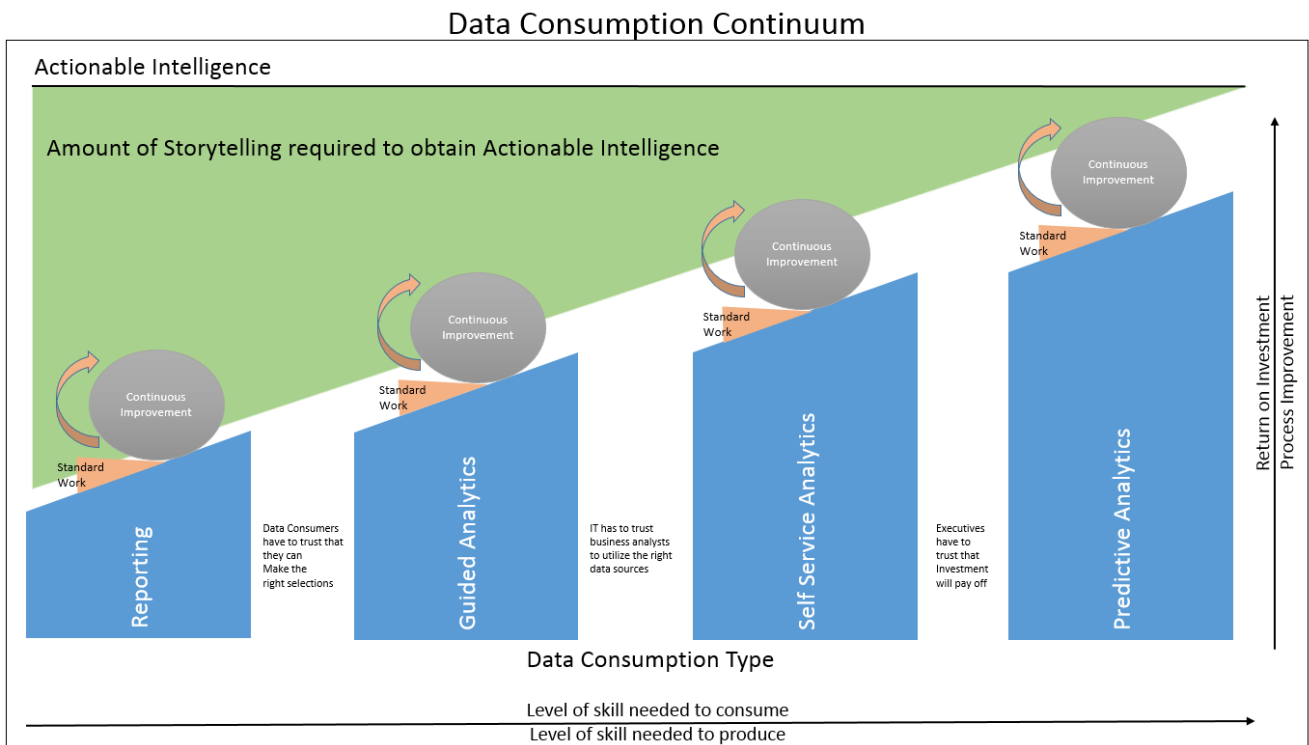 Data Consumption Continuum
Actionable Intelligence
Amount of Storytelling required to obtain Actionable Intelligence
Continuous
Improvement
Standard
Work
Reporting
Data Consumers
have to trust that
they can
Make the
right selections
Continuous
Improvement
Standard
Work
Guided Analytics
IT has to trust
business analysts
to utilize the right
data sources
Continuous
Improvement
Standard
Work
Self Service Analytics
Executives
have to
trust that
Investment
will pay off
Continuous
Improvement
Standard
Work
Predictive Analytics
Return on Investment
Process Improvement
Data Consumption Type
Level of skill needed to consume
Level of skill needed to produce